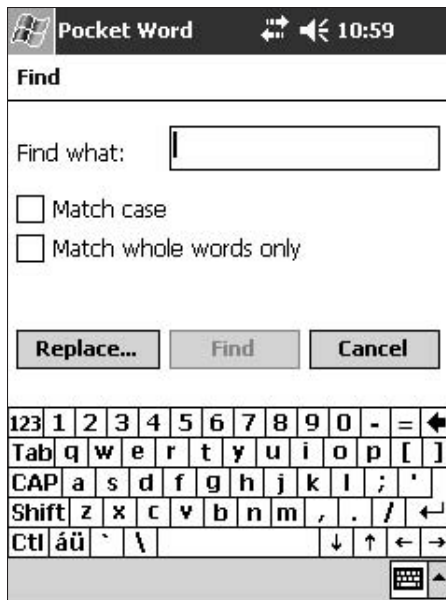 Pocket Word 10:59
Find
Find what:
Match case
Match whole words only
Replace... Find Cancel
123 1 2 3 4 5 6 7 8 9 0 - = ←
Tab q w e r t y u i o p [ ]
CAP a s d f g h j k l ; '
Shift z x c v b n m , . / ↵
Ctl áü ` \ ↓ ↑ ← →